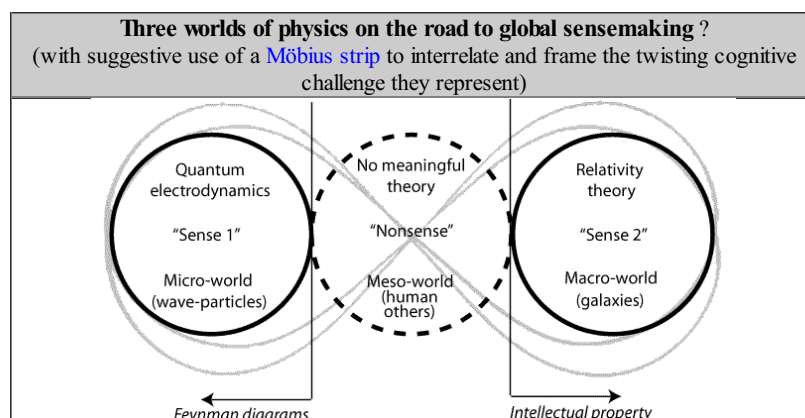 Three worlds of physics on the road to global sensemaking ?
(with suggestive use of a Möbius strip to interrelate and frame the twisting cognitive
challenge they represent)
Quantum
electrodynamics
"Sense 1"
Micro-world
(wave-particles)
No meaningful
theory
"Nonsense"
Meso-world
(human
others)
Relativity
theory
"Sense 2"
Macro-world
(galaxies)
Feynman diagrams
Intellectual property